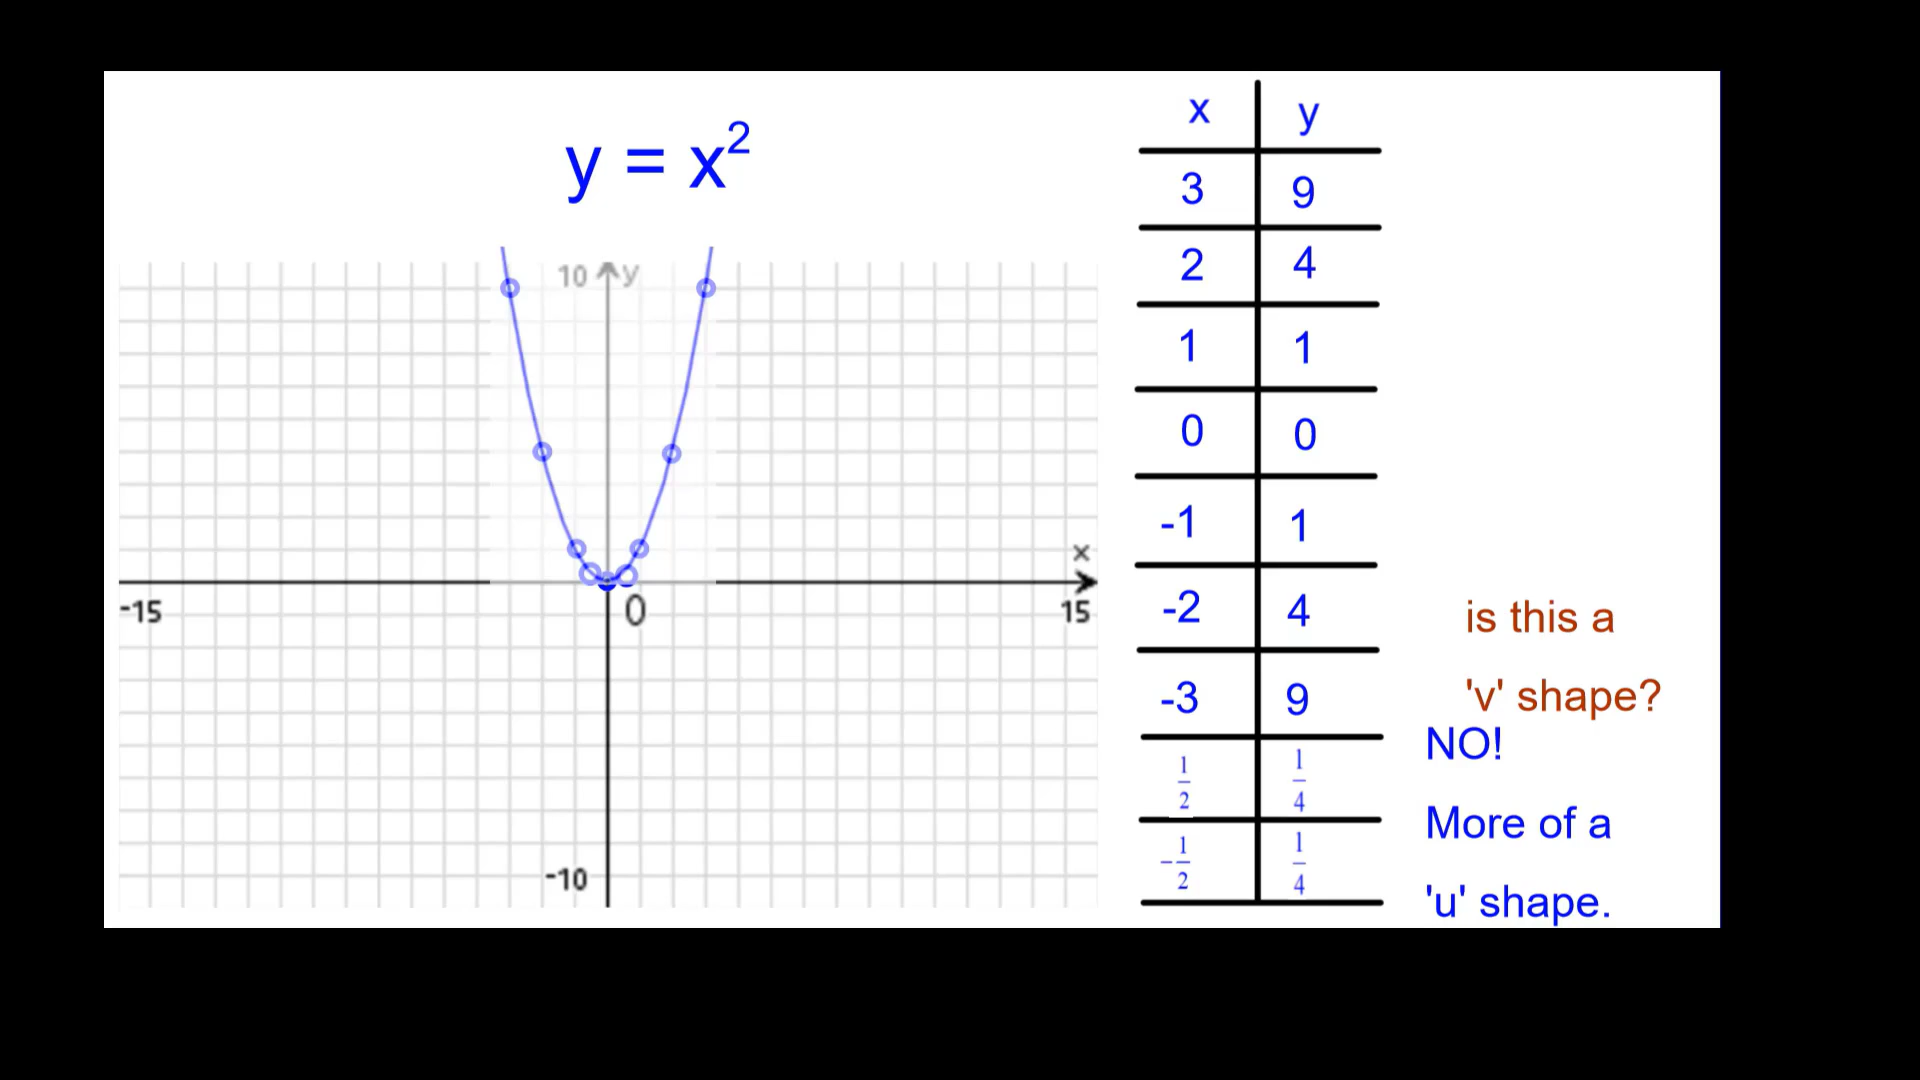 y = x²
10 y
x
-15 0 15
-10
x y
3 9
2 4
1 1
0 0
-1 1
-2 4
-3 9
1/2 1/4
-1/2 1/4
is this a
'v' shape?
NO!
More of a
'u' shape.